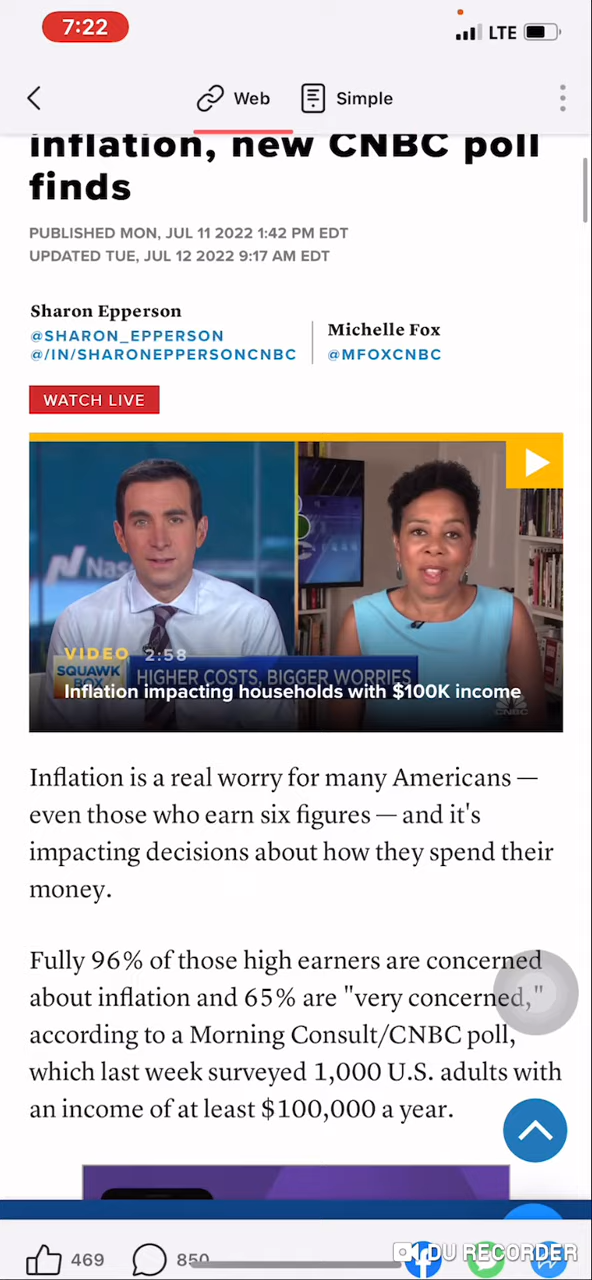 7:22
LTE
Web
Simple
inflation, new CNBC poll
finds
PUBLISHED MON, JUL 11 2022 1:42 PM EDT
UPDATED TUE, JUL 12 2022 9:17 AM EDT
Sharon Epperson
@SHARON_EPPERSON
@/IN/SHARONEPPERSONCNBC
Michelle Fox
@MFOXCNBC
WATCH LIVE
VIDEO 2:58
SQUAWK
BOX
HIGHER COSTS, BIGGER WORRIES
Inflation impacting households with $100K income
CNBC
Inflation is a real worry for many Americans —
even those who earn six figures — and it's
impacting decisions about how they spend their
money.
Fully 96% of those high earners are concerned
about inflation and 65% are "very concerned,"
according to a Morning Consult/CNBC poll,
which last week surveyed 1,000 U.S. adults with
an income of at least $100,000 a year.
469
850
DU RECORDER